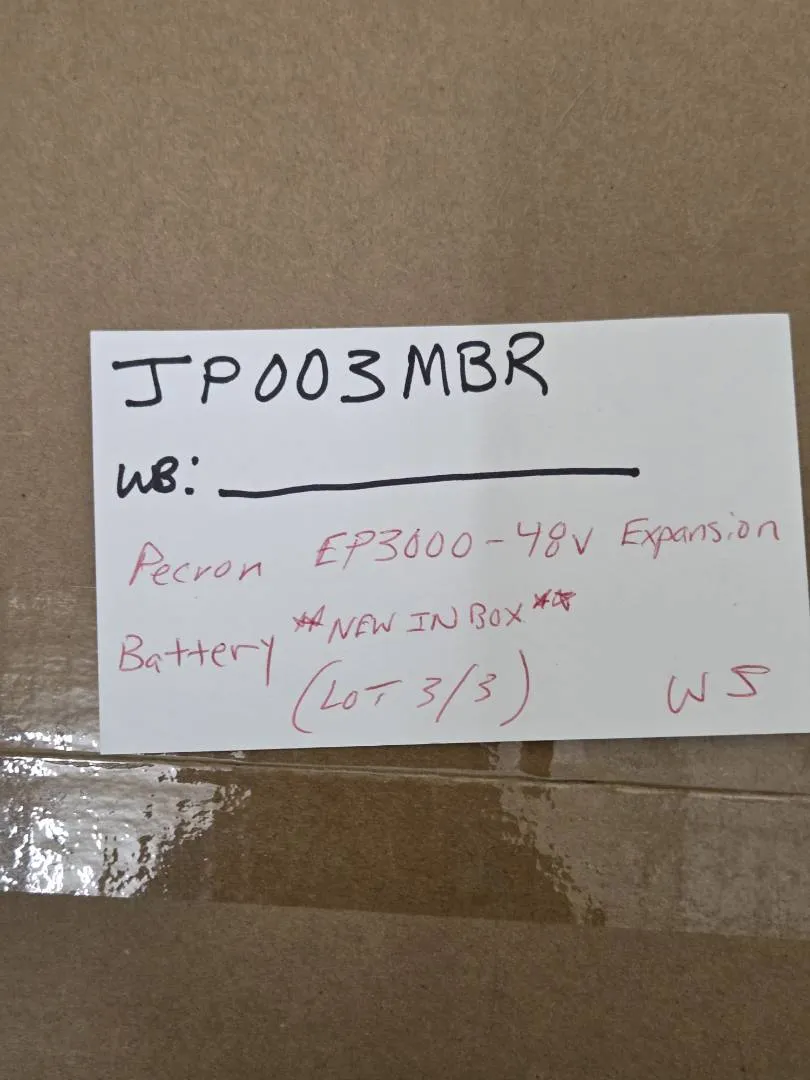 JP003MBR
WB:
Pecron EP3000-48V Expansion
Battery **NEW IN BOX**
(LOT 3/3) WS